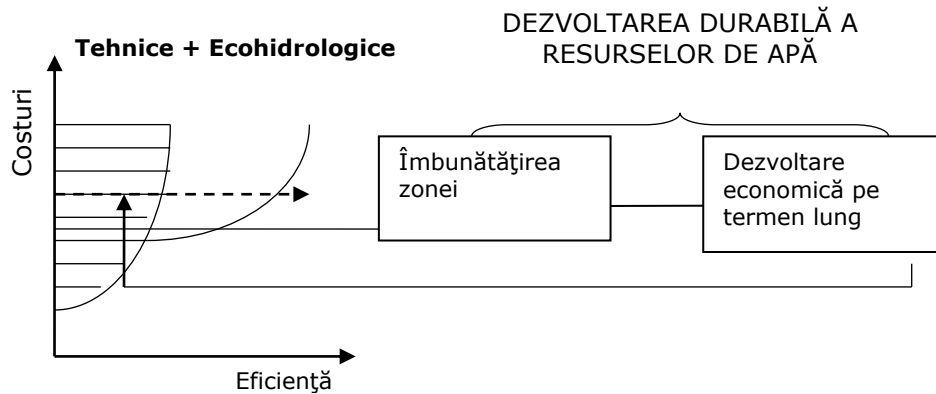 DEZVOLTAREA DURABILĂ A
RESURSELOR DE APĂ
Tehnice + Ecohidrologice
Costuri
Îmbunătăţirea
zonei
Dezvoltare
economică pe
termen lung
Eficienţă